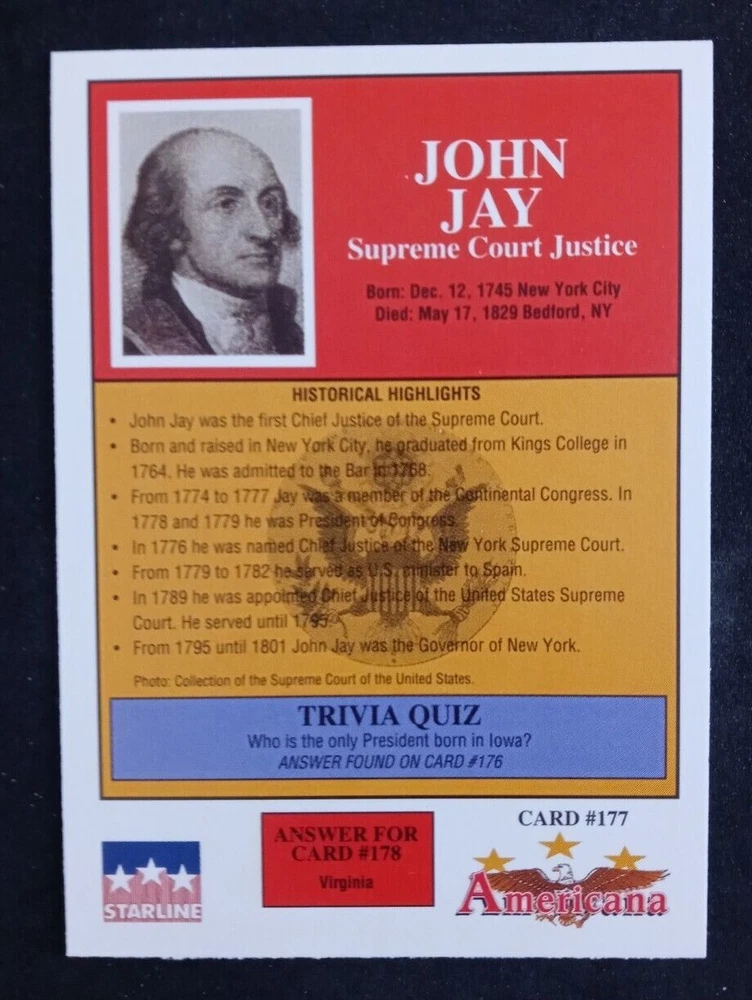 JOHN
JAY
Supreme Court Justice
Born: Dec. 12, 1745 New York City
Died: May 17, 1829 Bedford, NY
HISTORICAL HIGHLIGHTS
• John Jay was the first Chief Justice of the Supreme Court.
• Born and raised in New York City, he graduated from Kings College in
1764. He was admitted to the Bar in 1768.
• From 1774 to 1777 Jay was a member of the Continental Congress. In
1778 and 1779 he was President of Congress.
• In 1776 he was named Chief Justice of the New York Supreme Court.
• From 1779 to 1782 he served as U.S. minister to Spain.
• In 1789 he was appointed Chief Justice of the United States Supreme
Court. He served until 1795.
• From 1795 until 1801 John Jay was the Governor of New York.
Photo: Collection of the Supreme Court of the United States.
TRIVIA QUIZ
Who is the only President born in Iowa?
ANSWER FOUND ON CARD #176
STARLINE
ANSWER FOR
CARD #178
Virginia
CARD #177
Americana